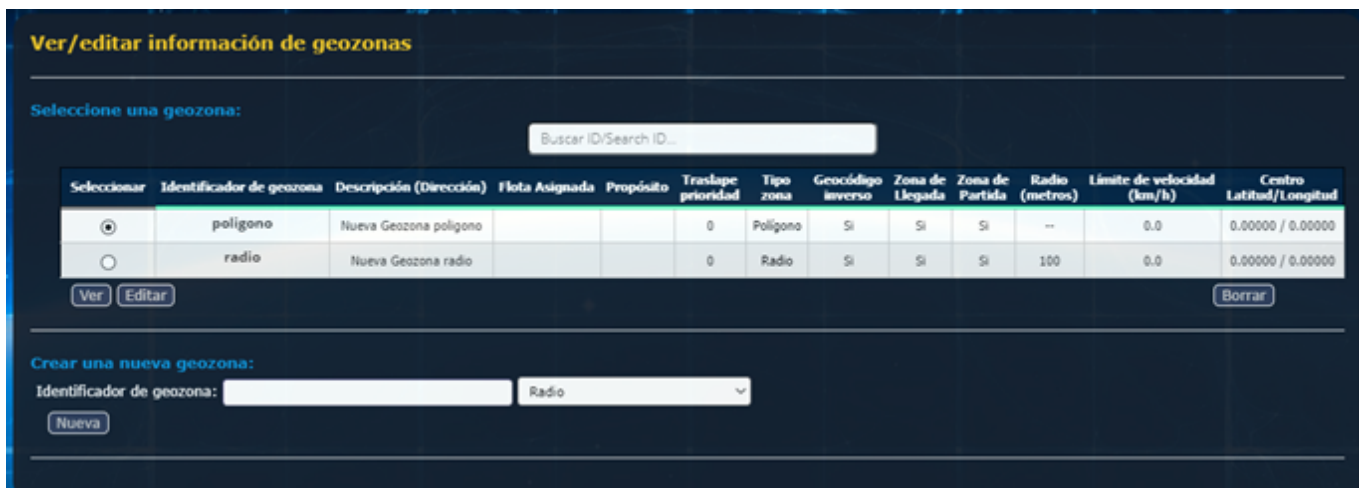 Ver/editar información de geozonas
Seleccione una geozona:
Buscar ID/Search ID...
Seleccionar Identificador de geozona Descripción (Dirección) Flota Asignada Propósito Traslape prioridad Tipo zona Geocódigo inverso Zona de Llegada Zona de Partida Radio (metros) Límite de velocidad (km/h) Centro Latitud/Longitud
poligono Nueva Geozona poligono 0 Polígono Si Si Si -- 0.0 0.00000 / 0.00000
radio Nueva Geozona radio 0 Radio Si Si Si 100 0.0 0.00000 / 0.00000
Ver Editar Borrar
Crear una nueva geozona:
Identificador de geozona: Radio
Nueva